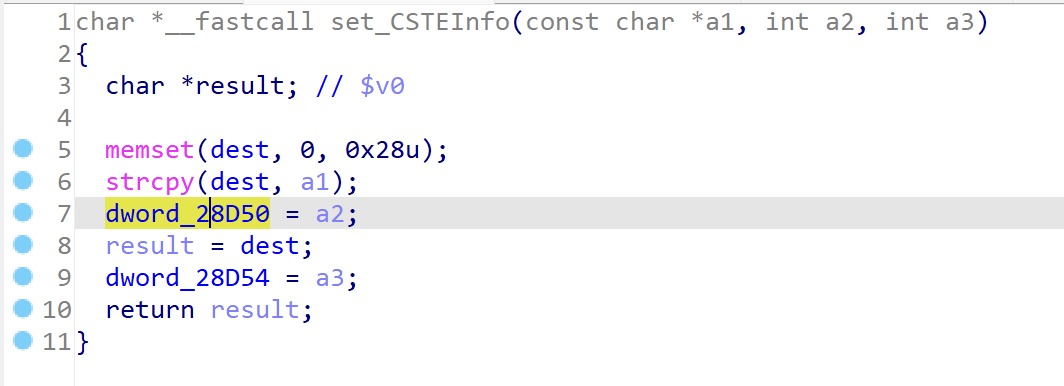 1 char *__fastcall set_CSTEInfo(const char *a1, int a2, int a3)
2 {
3   char *result; // $v0
4
5   memset(dest, 0, 0x28u);
6   strcpy(dest, a1);
7   dword_28D50 = a2;
8   result = dest;
9   dword_28D54 = a3;
10   return result;
11 }